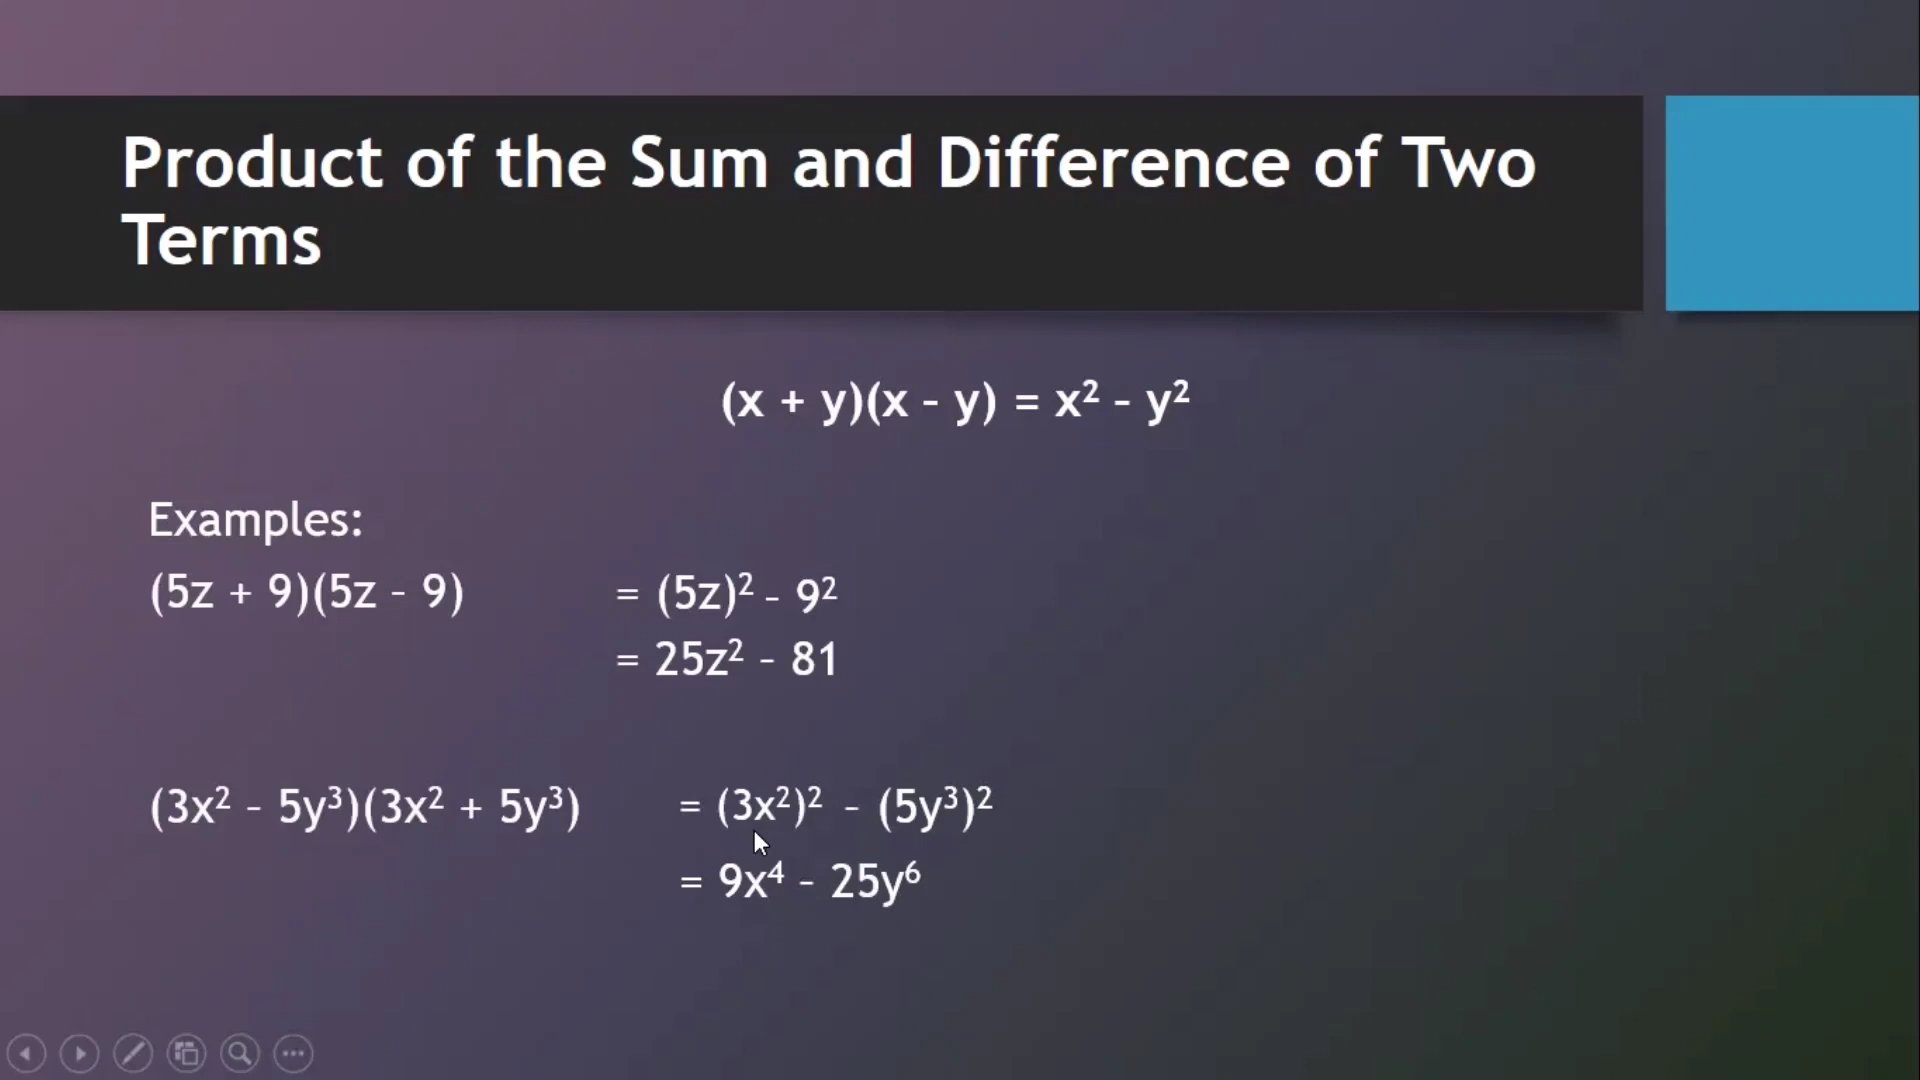 Product of the Sum and Difference of Two
Terms
(x + y)(x – y) = x² – y²
Examples:
(5z + 9)(5z – 9) = (5z)² – 9²
= 25z² – 81
(3x² – 5y³)(3x² + 5y³) = (3x²)² – (5y³)²
= 9x⁴ – 25y⁶